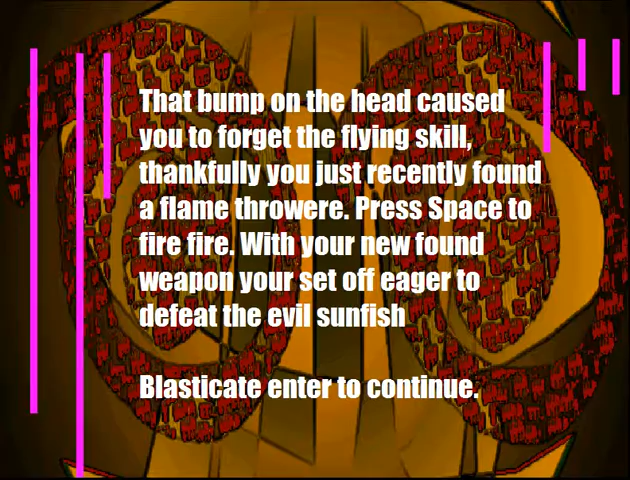 That bump on the head caused
you to forget the flying skill,
thankfully you just recently found
a flame throwere. Press Space to
fire fire. With your new found
weapon your set off eager to
defeat the evil sunfish
Blasticate enter to continue.